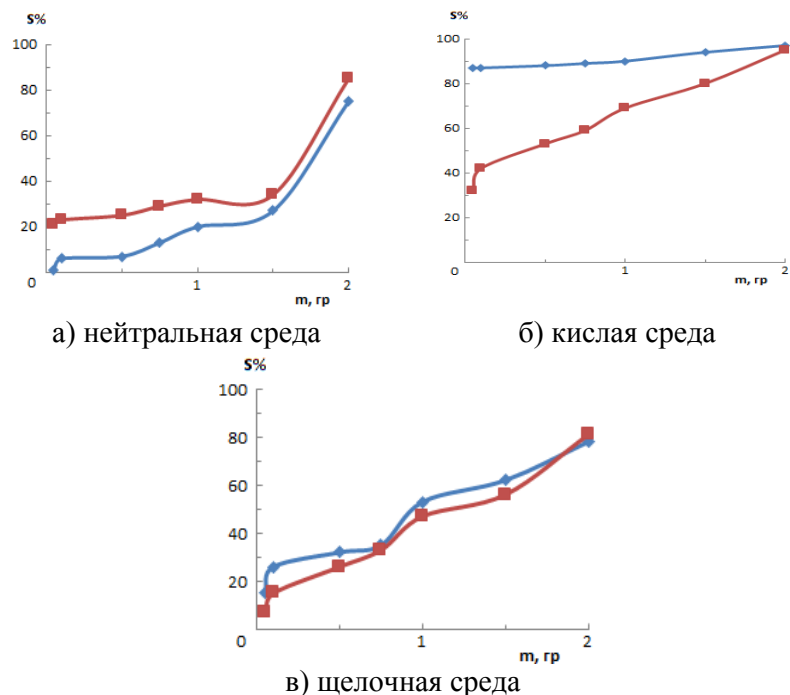 S%
100
80
60
40
20
0
1
2
m, гр
а) нейтральная среда
S%
100
80
60
40
20
0
1
2
m, гр
б) кислая среда
S%
100
80
60
40
20
0
1
2
m, гр
в) щелочная среда